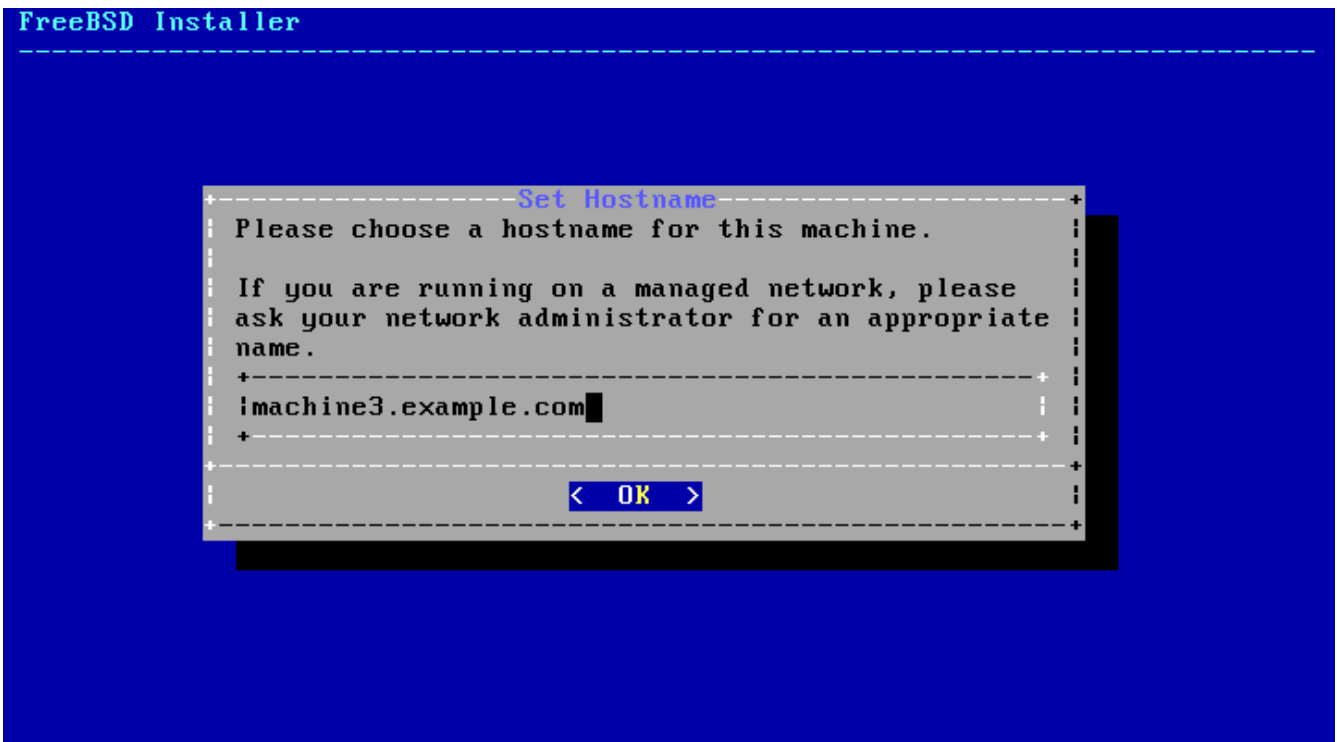 FreeBSD Installer
Set Hostname
Please choose a hostname for this machine.
If you are running on a managed network, please
ask your network administrator for an appropriate
name.
machine3.example.com
< OK >